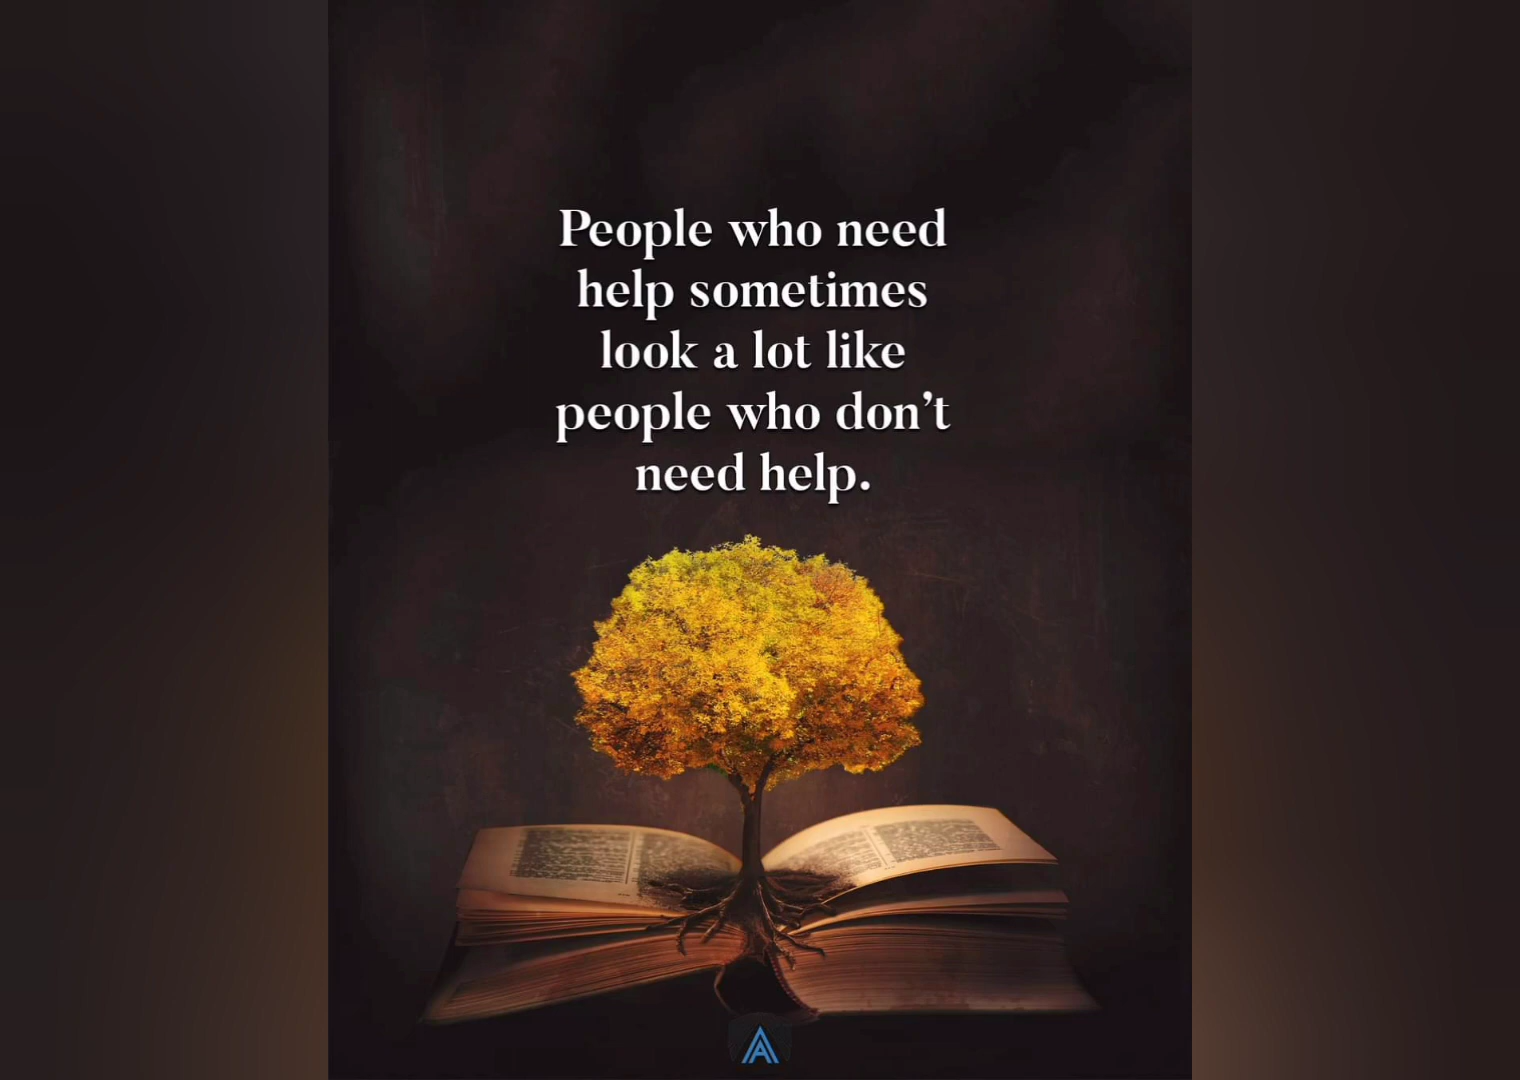 People who need
help sometimes
look a lot like
people who don’t
need help.